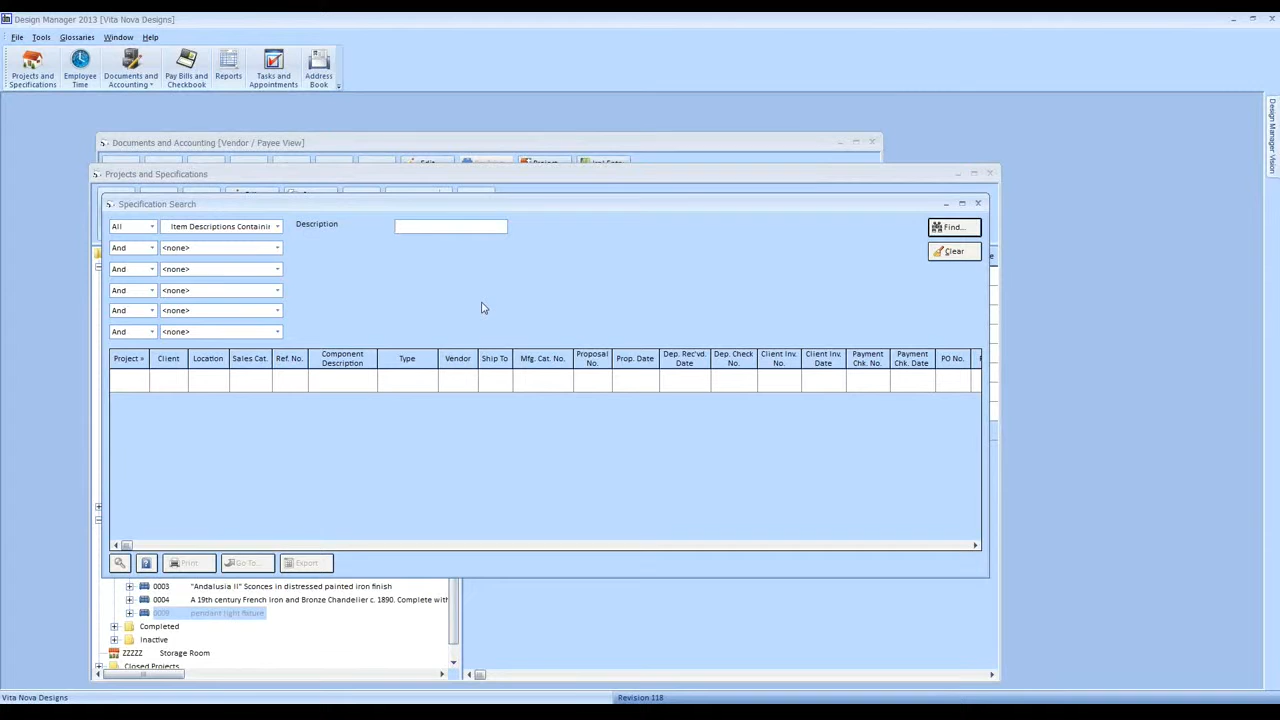 Design Manager 2013 [Vita Nova Designs]
File Tools Glossaries Window Help
Projects and Specifications
Employee Time
Documents and Accounting
Pay Bills and Checkbook
Reports
Tasks and Appointments
Address Book
Design Manager Vision
Documents and Accounting [Vendor / Payee View]
Projects and Specifications
Specification Search
All Item Descriptions Containin Description Find...
And <none> Clear
And <none>
And <none>
And <none>
And <none>
Project Client Location Sales Cat. Ref. No. Component Description Type Vendor Ship To Mfg. Cat. No. Proposal No. Prop. Date Dep. Rec'vd. Date Dep. Check No. Client Inv. No. Client Inv. Date Payment Chk. No. Payment Chk. Date PO No.
Print Go To... Export
0003 "Andalusia II" Sconces in distressed painted iron finish
0004 A 19th century French Iron and Bronze Chandelier c. 1890. Complete with
0009 pendant light fixture
Completed
Inactive
ZZZZZ Storage Room
Closed Projects
Vita Nova Designs Revision 118